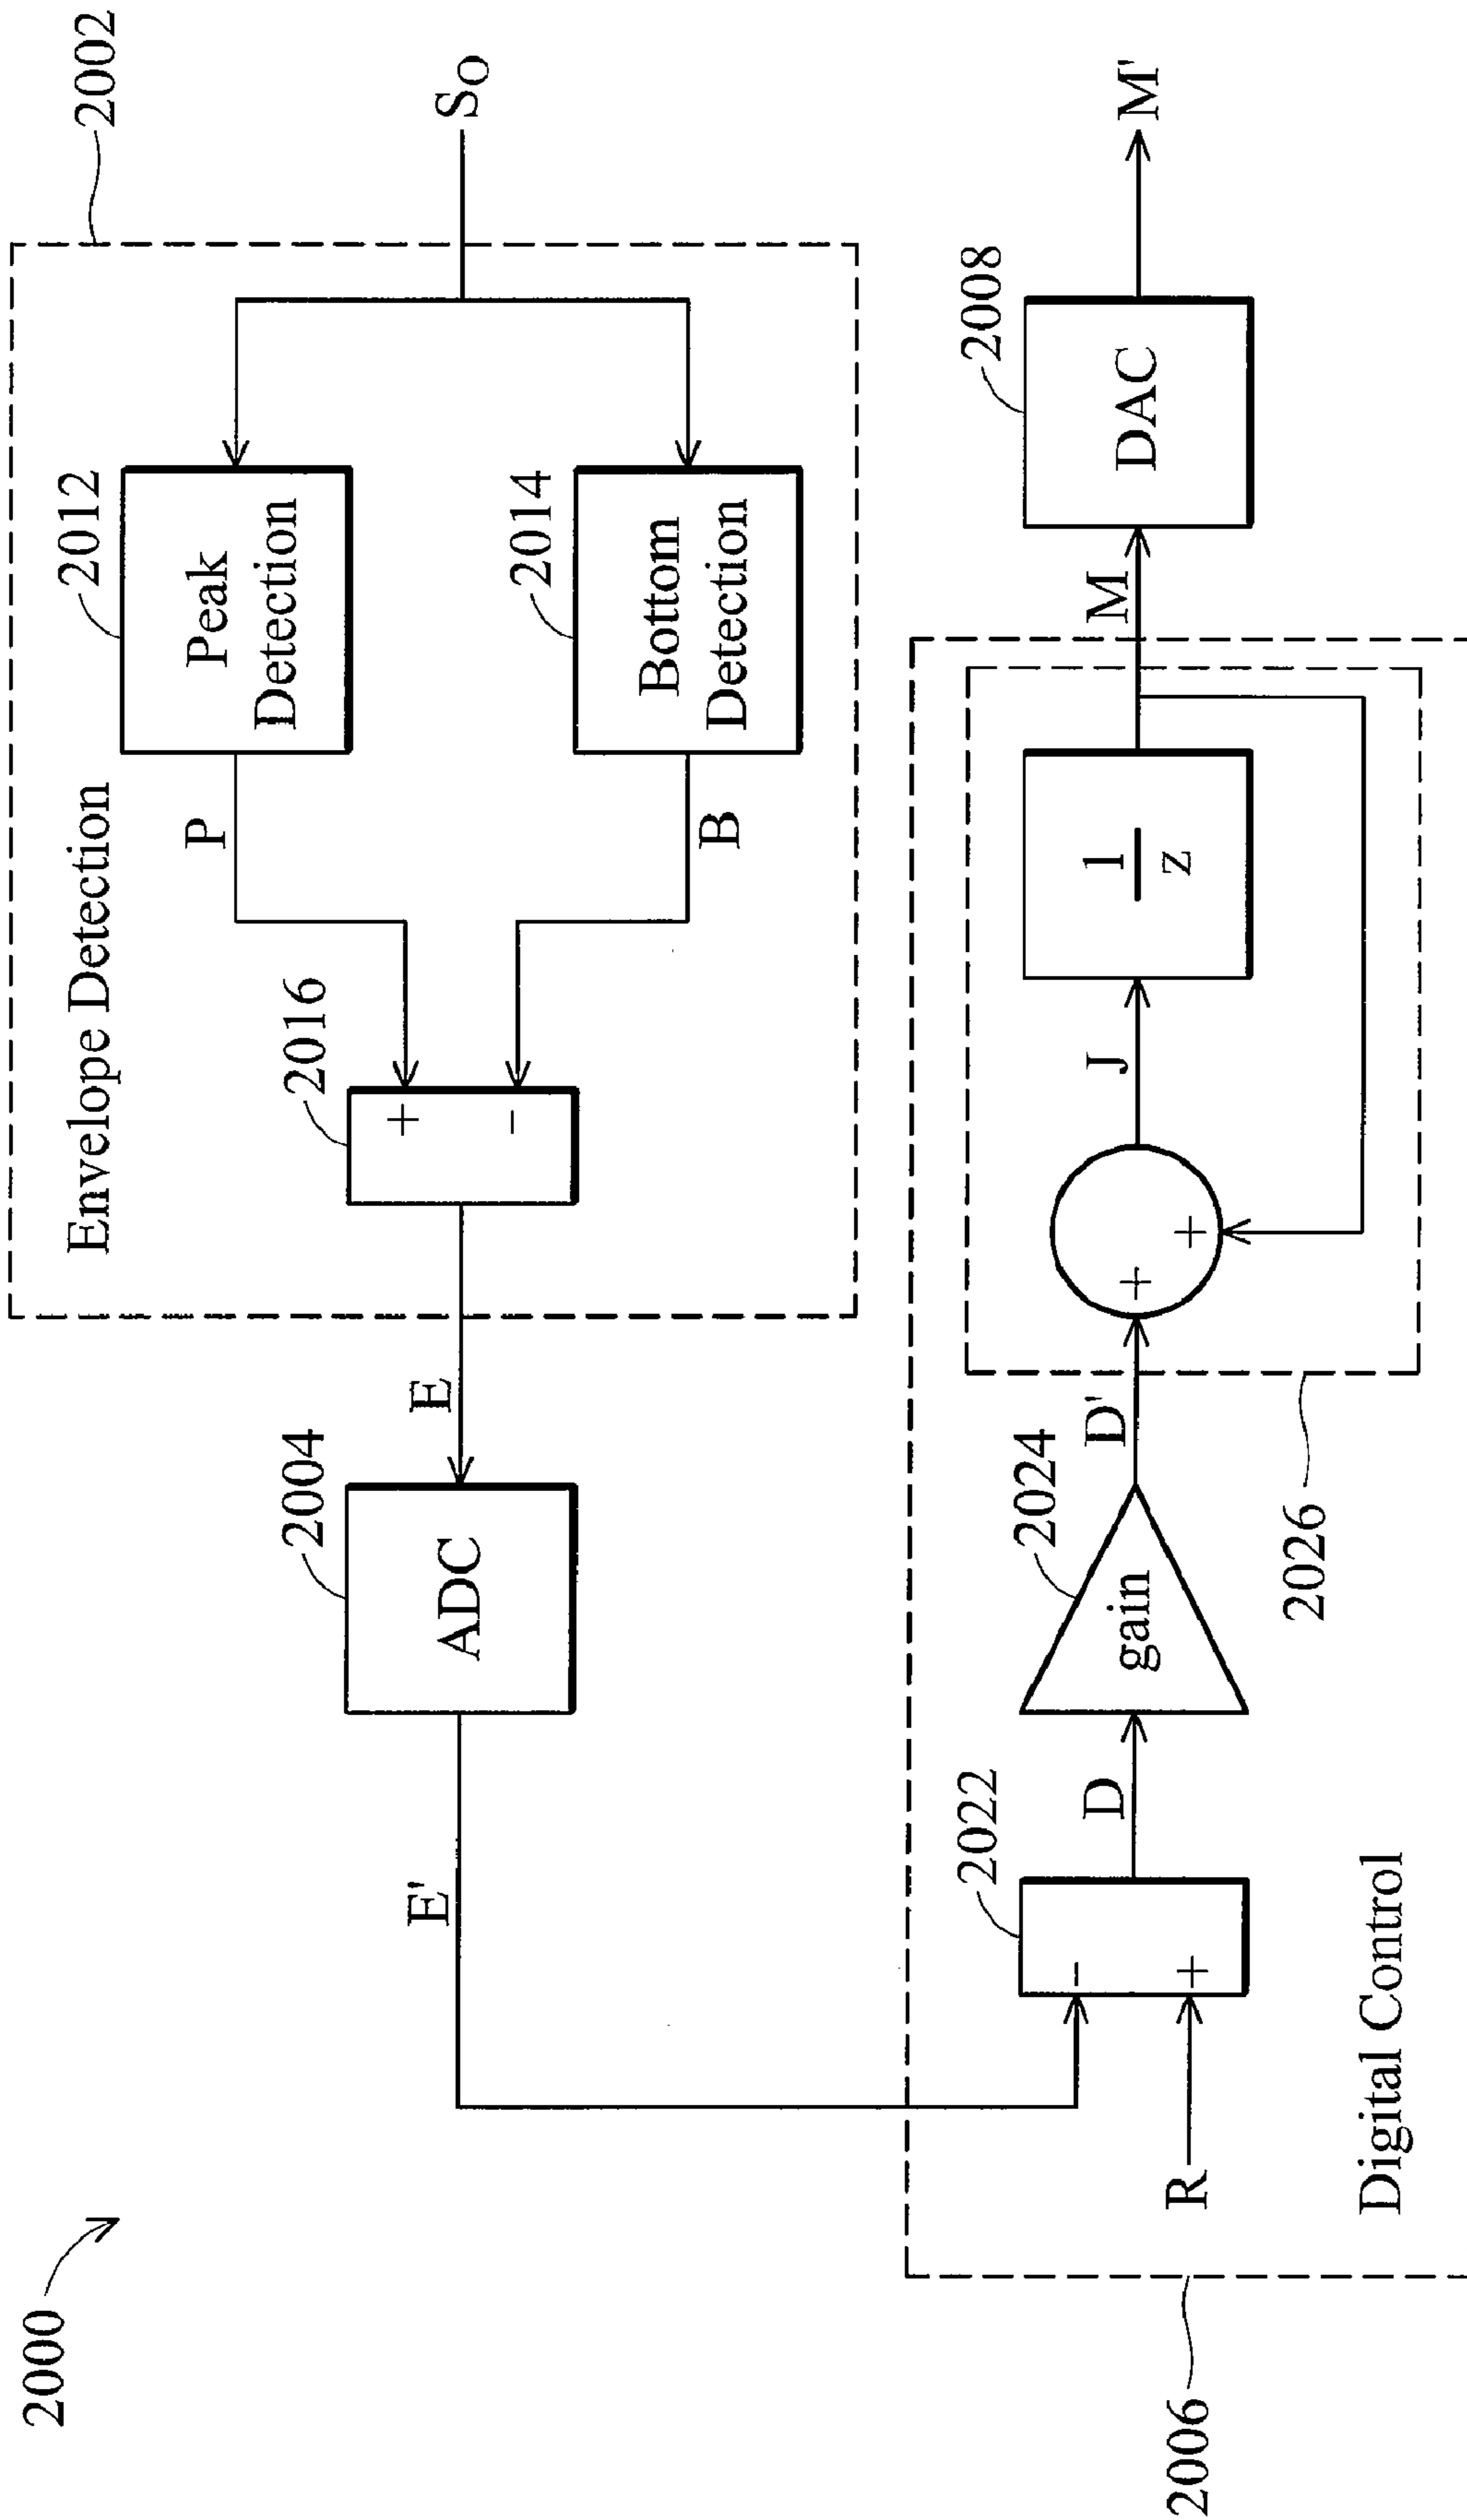 2000
2002
Envelope Detection
2012
Peak
Detection
So
P
2016
+
-
2014
Bottom
Detection
B
E
2004
ADC
E'
2006
Digital Control
2022
-
+
R
D
2024
gain
D'
2026
+
+
J
1
z
M
2008
DAC
M'